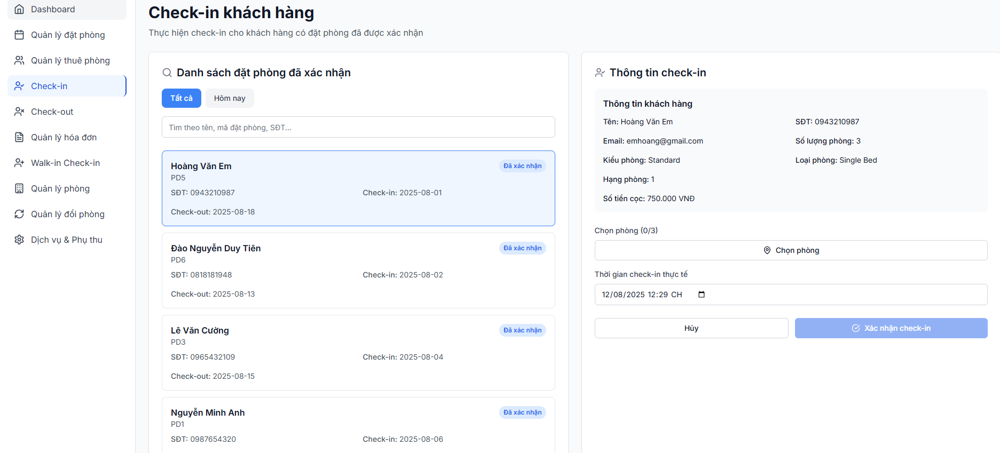 Dashboard
Quản lý đặt phòng
Quản lý thuê phòng
Check-in
Check-out
Quản lý hóa đơn
Walk-in Check-in
Quản lý phòng
Quản lý đổi phòng
Dịch vụ & Phụ thu
Check-in khách hàng
Thực hiện check-in cho khách hàng có đặt phòng đã được xác nhận
Danh sách đặt phòng đã xác nhận
Tất cả Hôm nay
Tìm theo tên, mã đặt phòng, SĐT...
Hoàng Văn Em Đã xác nhận
PD5
SĐT: 0943210987 Check-in: 2025-08-01
Check-out: 2025-08-18
Đào Nguyễn Duy Tiên Đã xác nhận
PD6
SĐT: 0818181948 Check-in: 2025-08-02
Check-out: 2025-08-13
Lê Văn Cường Đã xác nhận
PD3
SĐT: 0965432109 Check-in: 2025-08-04
Check-out: 2025-08-15
Nguyễn Minh Anh Đã xác nhận
PD1
SĐT: 0987654320 Check-in: 2025-08-06
Thông tin check-in
Thông tin khách hàng
Tên: Hoàng Văn Em SĐT: 0943210987
Email: emhoang@gmail.com Số lượng phòng: 3
Kiểu phòng: Standard Loại phòng: Single Bed
Hạng phòng: 1
Số tiền cọc: 750.000 VNĐ
Chọn phòng (0/3)
Chọn phòng
Thời gian check-in thực tế
12/08/2025 12:29 CH
Hủy Xác nhận check-in